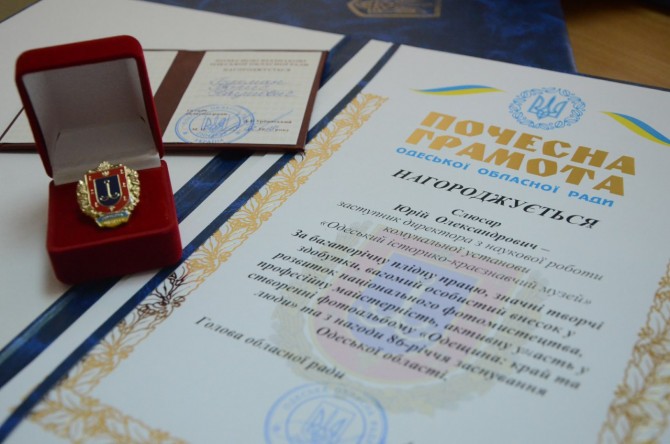 НАГОРОДЖУЄТЬСЯ
ПОЧЕСНА
ГРАМОТА
ОДЕСЬКОЇ ОБЛАСНОЇ РАДИ
НАГОРОДЖУЄТЬСЯ
Слюсар
Юрій Олександрович –
заступник директора з наукової роботи
комунальної установи
«Одеський історико-краєзнавчий музей»
За багаторічну плідну працю, значні творчі
здобутки, вагомий особистий внесок у
розвиток національного фотомистецтва,
професійну майстерність, активну участь у
створенні фотоальбому «Одещина: край та
люди» та з нагоди 86-річчя заснування
Одеської області.
Голова обласної ради